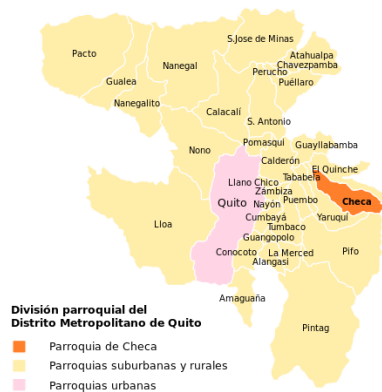 S.Jose de Minas
Pacto
Nanegal
Atahualpa
Chavezpamba
Perucho
Gualea
Puéllaro
Nanegalito
Calacalí
S. Antonio
Pomasqui
Guayllabamba
Nono
Calderón
El Quinche
Tababela
Llano Chico
Zámbiza
Quito
Nayón
Puembo
Checa
Cumbayá
Yaruquí
Lloa
Tumbaco
Guangopolo
Conocoto
La Merced
Pifo
Alangasi
Amaguaña
Pintag
División parroquial del
Distrito Metropolitano de Quito
Parroquia de Checa
Parroquias suburbanas y rurales
Parroquias urbanas